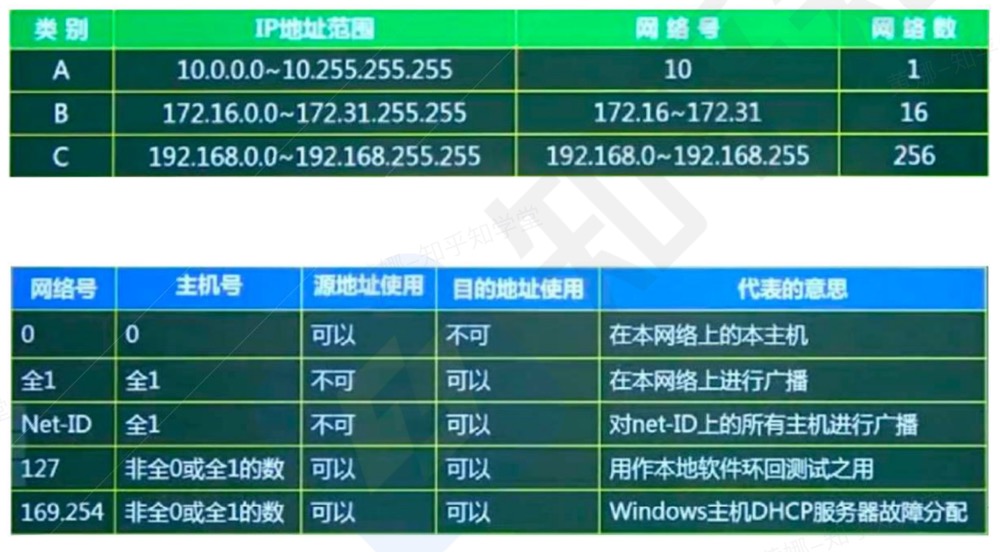 类 别 IP地址范围 网 络 号 网 络 数
A 10.0.0.0~10.255.255.255 10 1
B 172.16.0.0~172.31.255.255 172.16~172.31 16
C 192.168.0.0~192.168.255.255 192.168.0~192.168.255 256
知乎知学堂
网络号 主机号 源地址使用 目的地址使用 代表的意思
0 0 可以 不可 在本网络上的本主机
全1 全1 不可 可以 在本网络上进行广播
Net-ID 全1 不可 可以 对net-ID上的所有主机进行广播
127 非全0或全1的数 可以 可以 用作本地软件环回测试之用
169.254 非全0或全1的数 可以 可以 Windows主机DHCP服务器故障分配